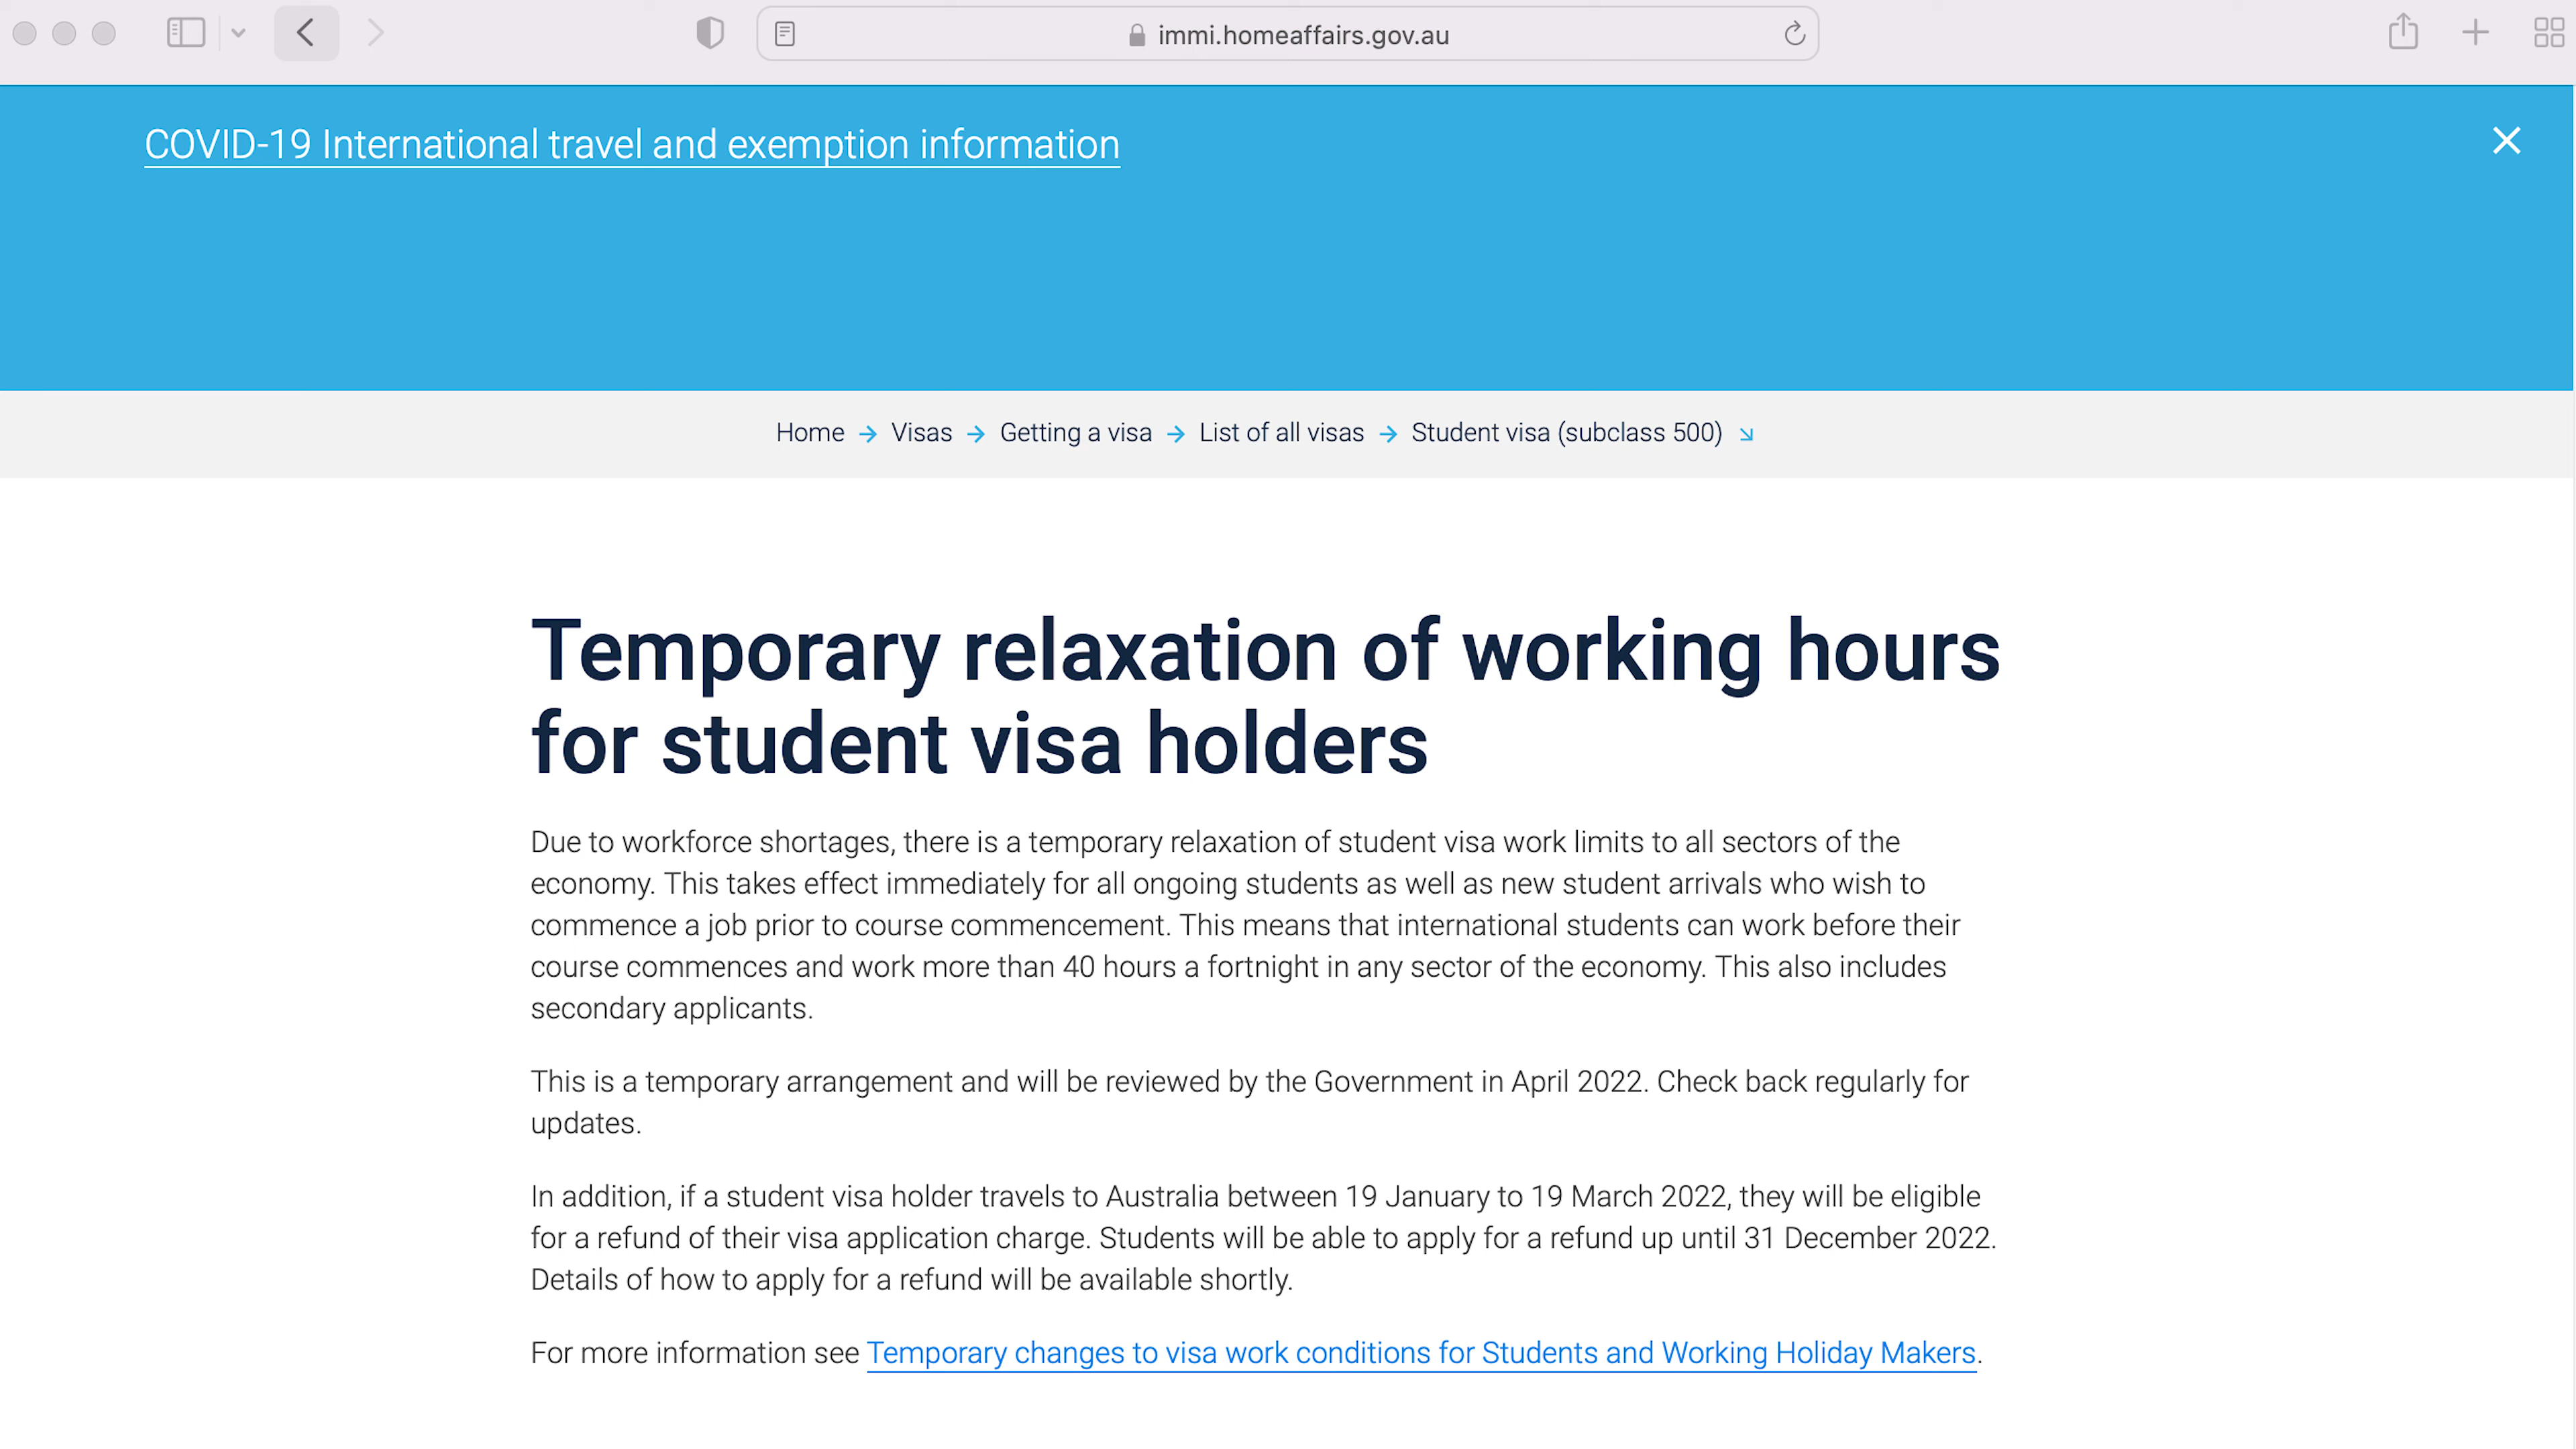 immi.homeaffairs.gov.au
COVID-19 International travel and exemption information
Home → Visas → Getting a visa → List of all visas → Student visa (subclass 500)
Temporary relaxation of working hours
for student visa holders
Due to workforce shortages, there is a temporary relaxation of student visa work limits to all sectors of the
economy. This takes effect immediately for all ongoing students as well as new student arrivals who wish to
commence a job prior to course commencement. This means that international students can work before their
course commences and work more than 40 hours a fortnight in any sector of the economy. This also includes
secondary applicants.
This is a temporary arrangement and will be reviewed by the Government in April 2022. Check back regularly for
updates.
In addition, if a student visa holder travels to Australia between 19 January to 19 March 2022, they will be eligible
for a refund of their visa application charge. Students will be able to apply for a refund up until 31 December 2022.
Details of how to apply for a refund will be available shortly.
For more information see Temporary changes to visa work conditions for Students and Working Holiday Makers.